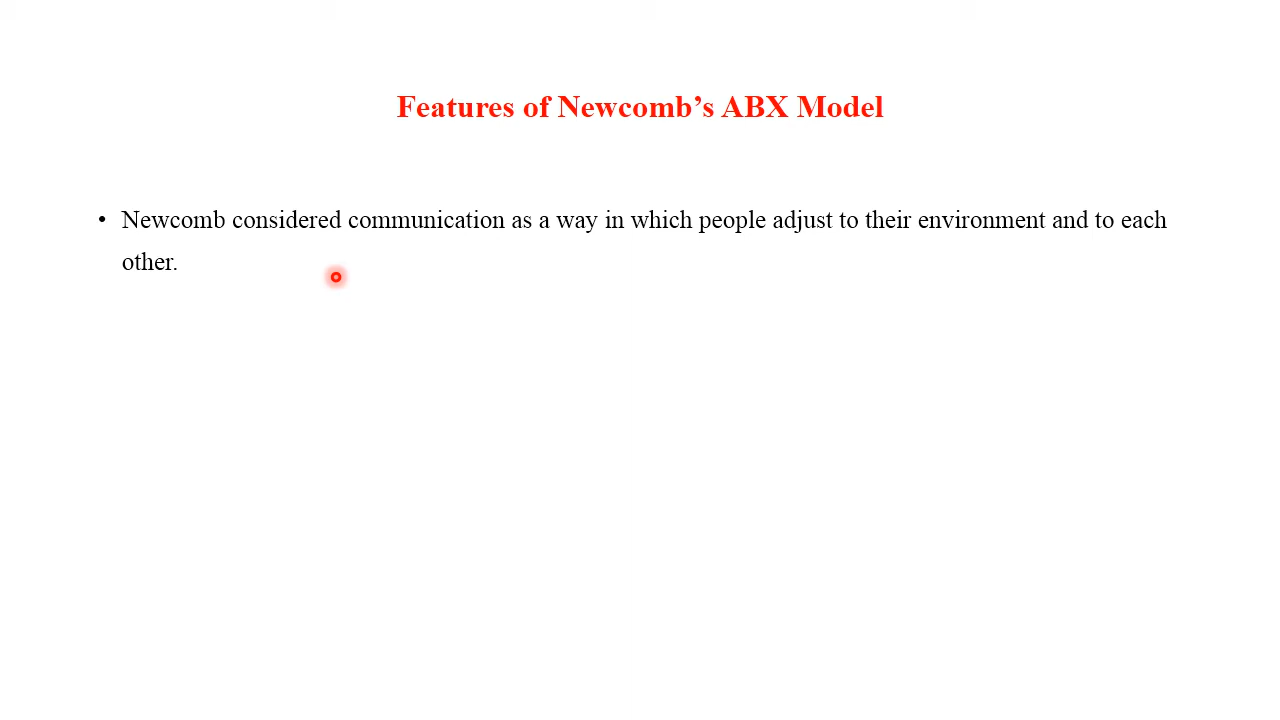 Features of Newcomb’s ABX Model
• Newcomb considered communication as a way in which people adjust to their environment and to each
other.